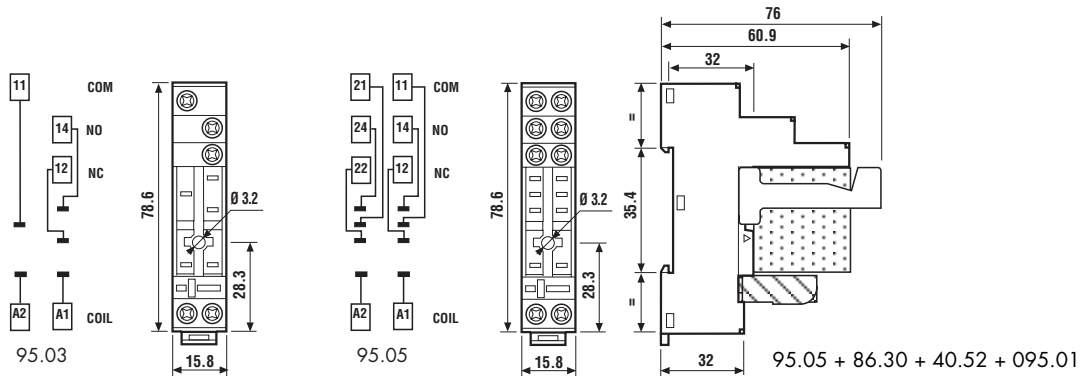 76
60.9
32
11 COM
14 NO
12 NC
78.6
Ø 3.2
28.3
A2 A1 COIL
95.03
15.8
21 11 COM
24 14 NO
22 12 NC
78.6
Ø 3.2
28.3
A2 A1 COIL
95.05
15.8
=
35.4
=
32
95.05 + 86.30 + 40.52 + 095.01